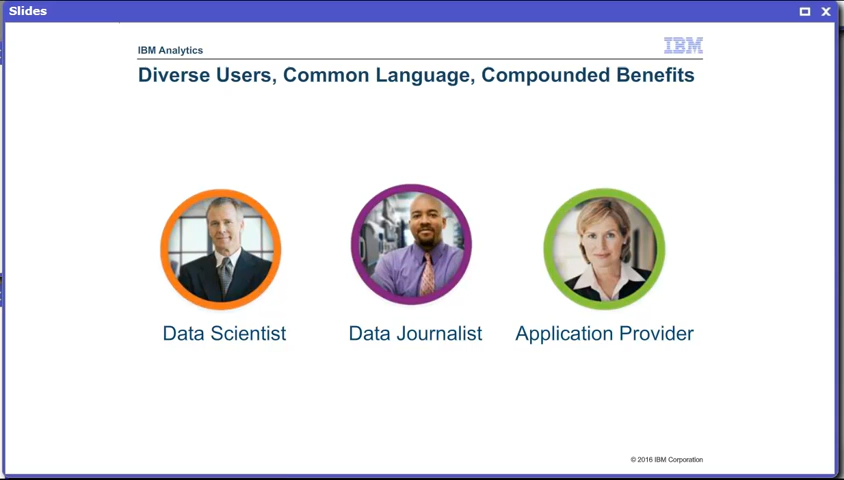 Slides
IBM Analytics
IBM
Diverse Users, Common Language, Compounded Benefits
Data Scientist
Data Journalist
Application Provider
© 2016 IBM Corporation